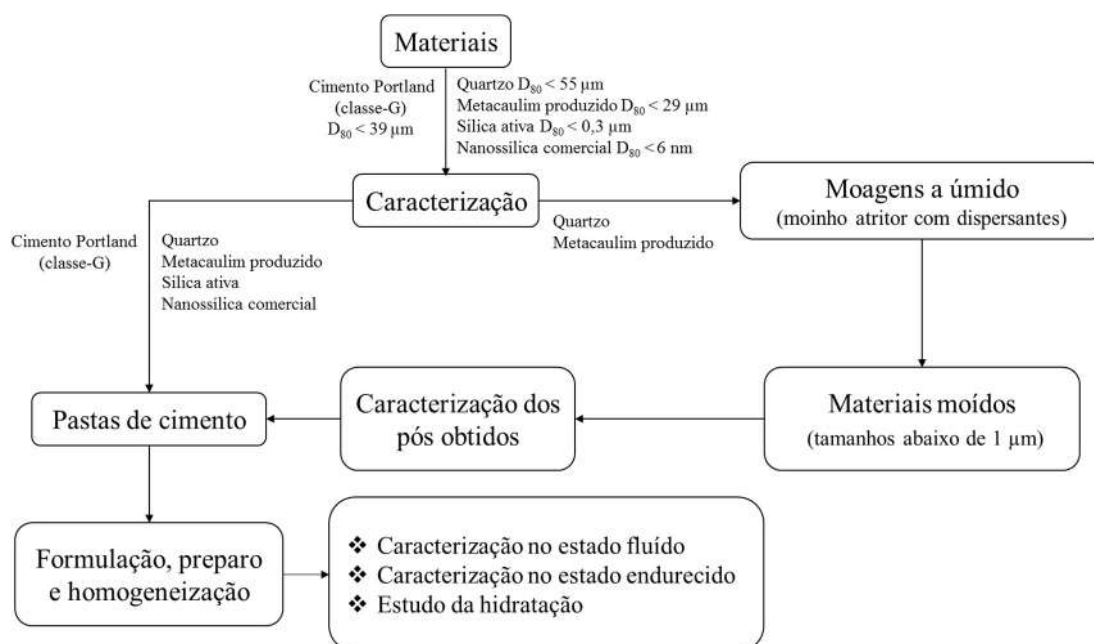 Materiais
Cimento Portland
(classe-G)
D₈₀ < 39 µm
Quartzo D₈₀ < 55 µm
Metacaulim produzido D₈₀ < 29 µm
Silica ativa D₈₀ < 0,3 µm
Nanossílica comercial D₈₀ < 6 nm
Caracterização
Moagens a úmido
(moinho atritor com dispersantes)
Quartzo
Metacaulim produzido
Cimento Portland
(classe-G)
Quartzo
Metacaulim produzido
Silica ativa
Nanossílica comercial
Pastas de cimento
Caracterização dos
pós obtidos
Materiais moídos
(tamanhos abaixo de 1 µm)
Formulação, preparo
e homogeneização
❖ Caracterização no estado fluído
❖ Caracterização no estado endurecido
❖ Estudo da hidratação